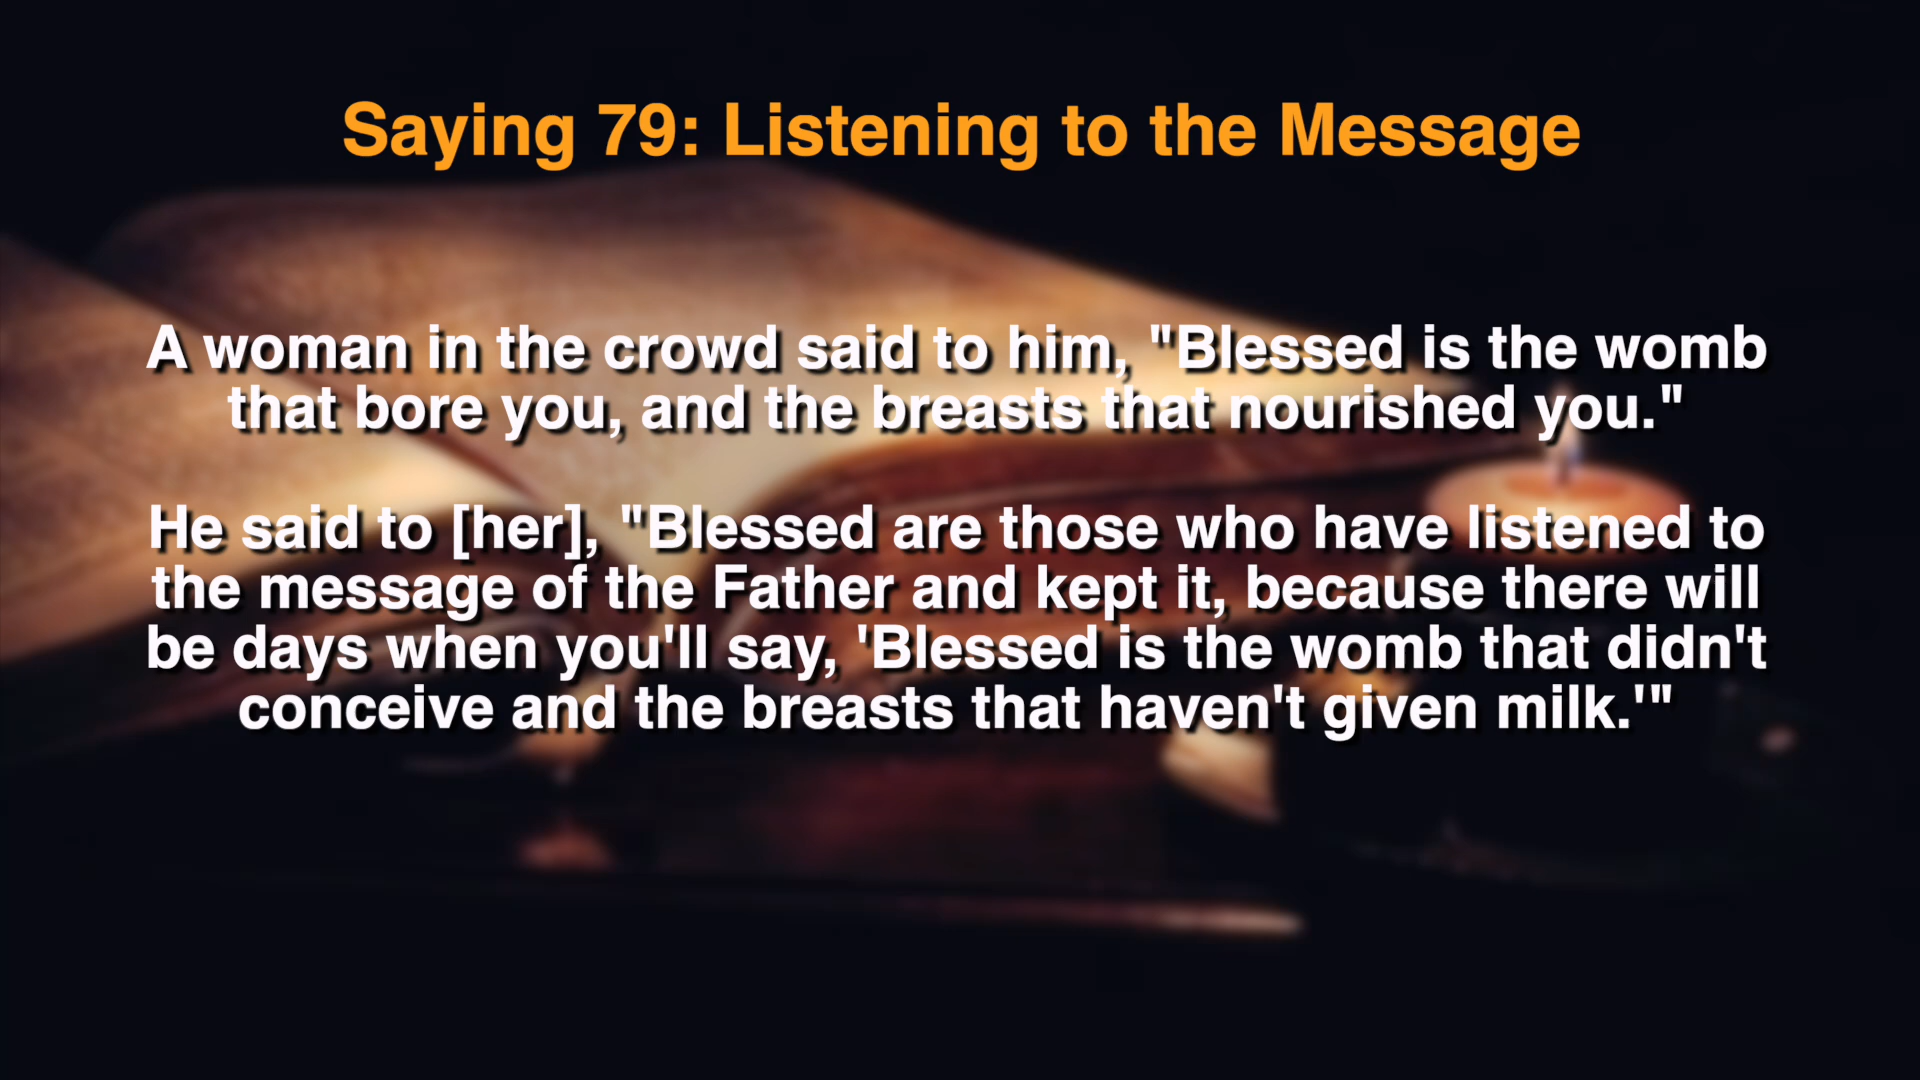 Saying 79: Listening to the Message
A woman in the crowd said to him, "Blessed is the womb
that bore you, and the breasts that nourished you."
He said to [her], "Blessed are those who have listened to
the message of the Father and kept it, because there will
be days when you'll say, 'Blessed is the womb that didn't
conceive and the breasts that haven't given milk.'"